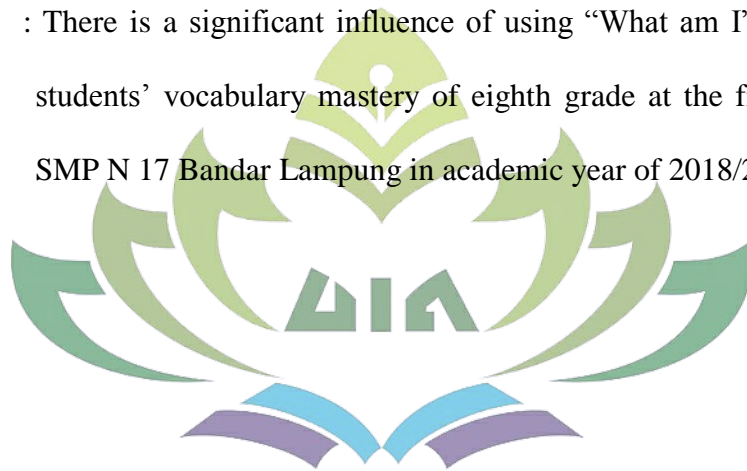 : There is a significant influence of using “What am I”
students’ vocabulary mastery of eighth grade at the f
SMP N 17 Bandar Lampung in academic year of 2018/2
UIN